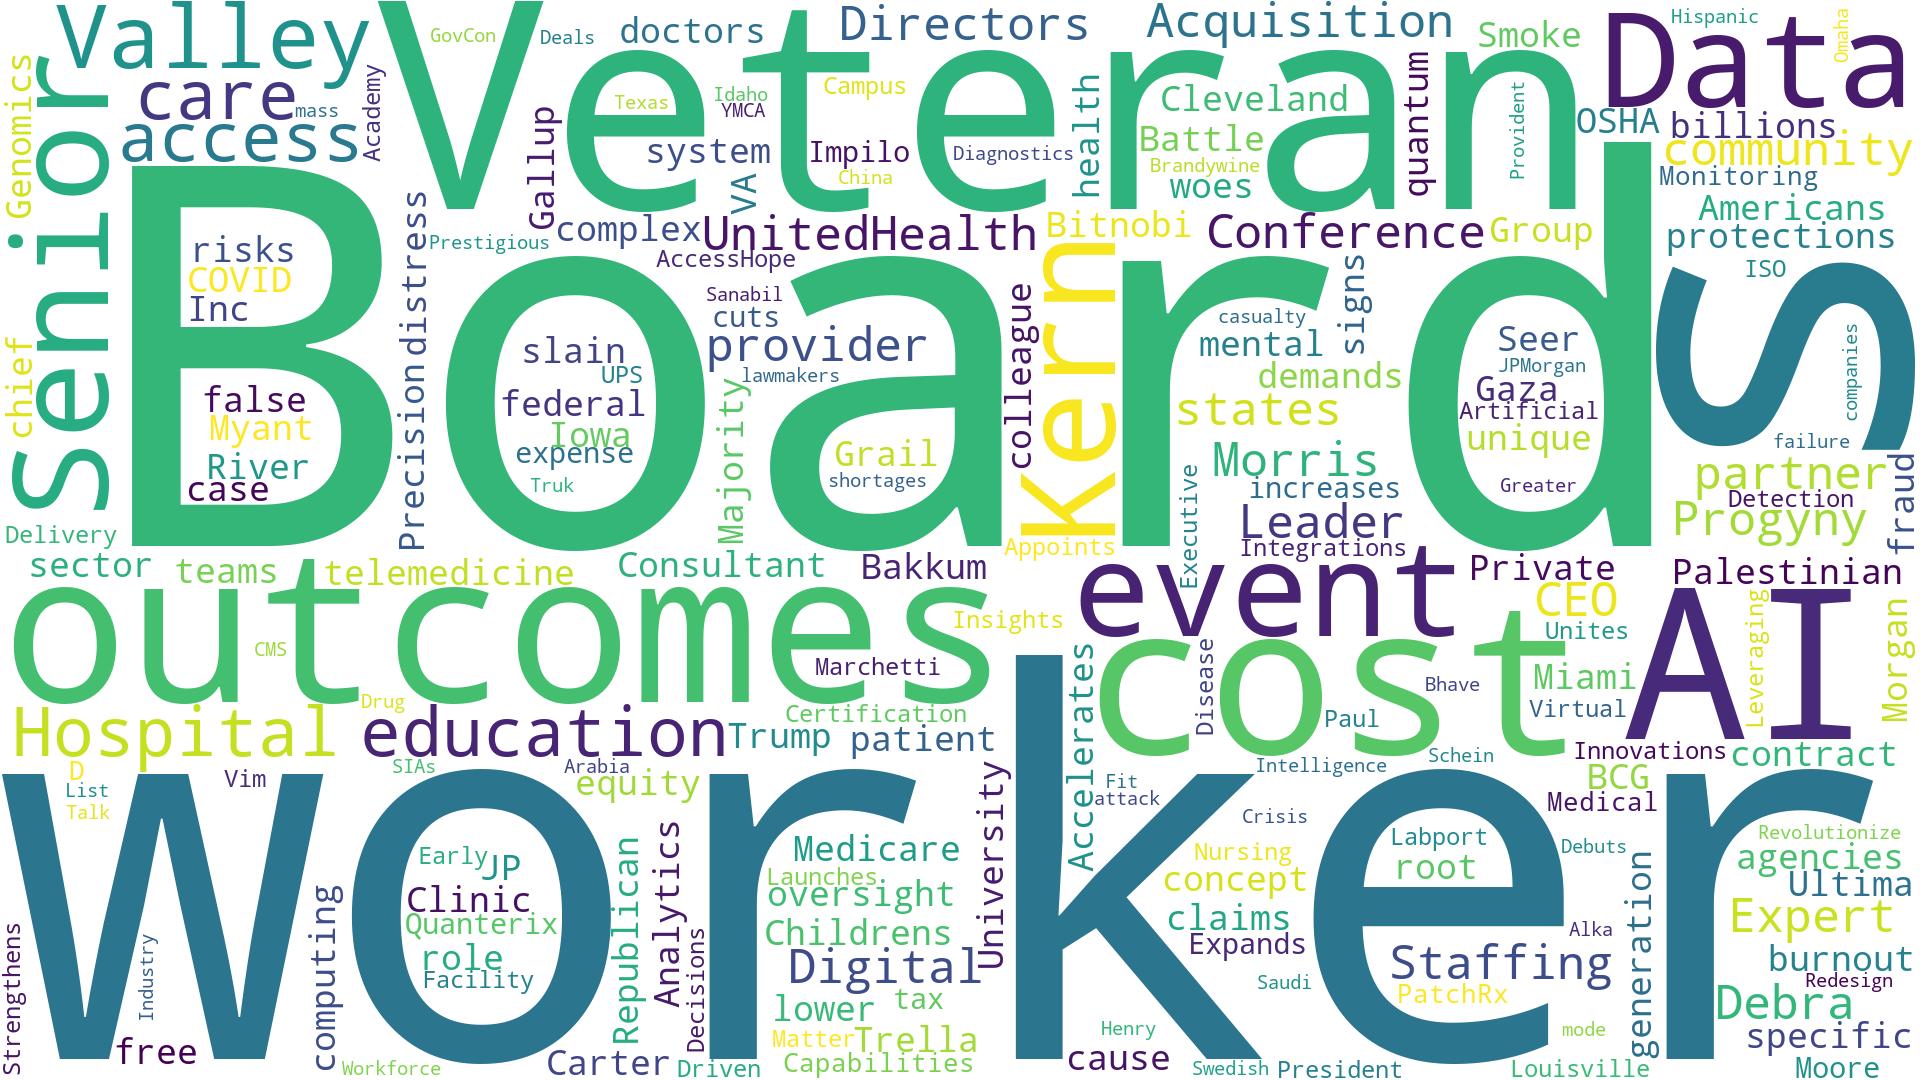 Valley
Veteran
GovCon
Deals
doctors
Directors
Acquisition
Smoke
Hispanic
Omaha
Data
Genomics
Senior
care
mass
access
Academy
Gallup
Texas
Idaho
YMCA
Campus
system
Impilo
China
Diagnostics
VA
health
Cleveland
Battle
Brandywine
woes
quantum
Provident
OSHA
billions
community
Monitoring
Americans
protections
ISO
Board
risks
COVID
Inc
distress
Precision
Prestigious
complex
UnitedHealth
AccessHope
Bitnobi
Conference
Group
Kern
S
chief
false
Myant
River
case
slain
UPS
federal
Iowa
expense
Truk
Sanabil
cuts
provider
lawmakers
Majority
Grail
shortages
colleague
casualty
mental
signs
demands
states
Morris
increases
Leader
Integrations
Executive
Seer
JPMorgan
Gaza
Artificial
unique
Greater
companies
failure
partner
Detection
Progyny
fraud
Delivery
sector
teams
telemedicine
Consultant
Bakkum
Appoints
event
Private
Palestinian
CEO
Unites
outcomes
CMS
Insights
Marchetti
cost
Disease
Bhave
Paul
Miami
Virtual
AI
Leveraging
Morgan
Hospital
Drug
education
Trump
Certification
patient
Accelerates
Schein
Innovations
contract
Worker
D
List
Talk
Vim
SIAs
Arabia
equity
University
Fit
attack
Intelligence
Crisis
BCG
Medical
Revolutionize
Early
JP
Clinic
Quanterix
role
Facility
Republican
Analytics
Decisions
Medicare
Launches
oversight
Childrens
Digital
lower
tax
Matter
Trella
Capabilities
Nursing
concept
claims
Expands
Saudi
Labport
root
Debuts
Alka
Staffing
PatchRx
mode
generation
agencies
Ultima
Expert
burnout
Redesign
Debra
specific
Moore
Strengthens
Industry
free
computing
Workforce
Carter
Driven
Henry
cause
Swedish
President
Louisville